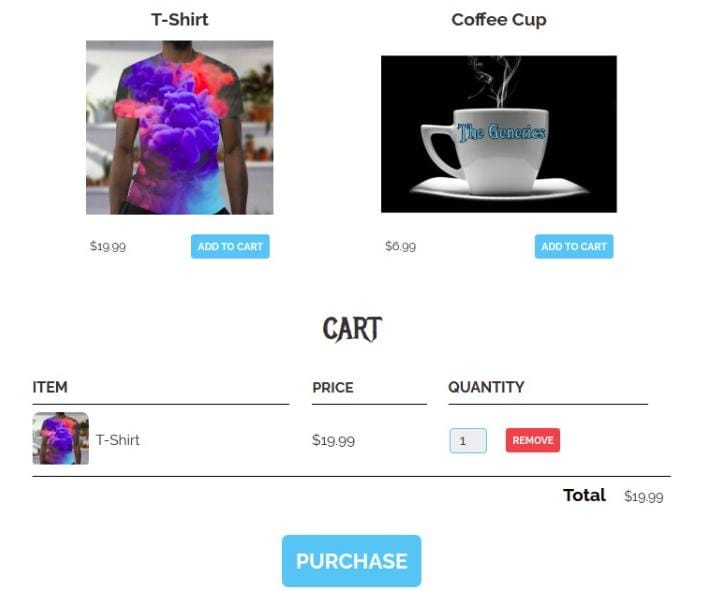 T-Shirt Coffee Cup
The Generics
$19.99 ADD TO CART $6.99 ADD TO CART
CART
ITEM PRICE QUANTITY
T-Shirt $19.99 1 REMOVE
Total $19.99
PURCHASE